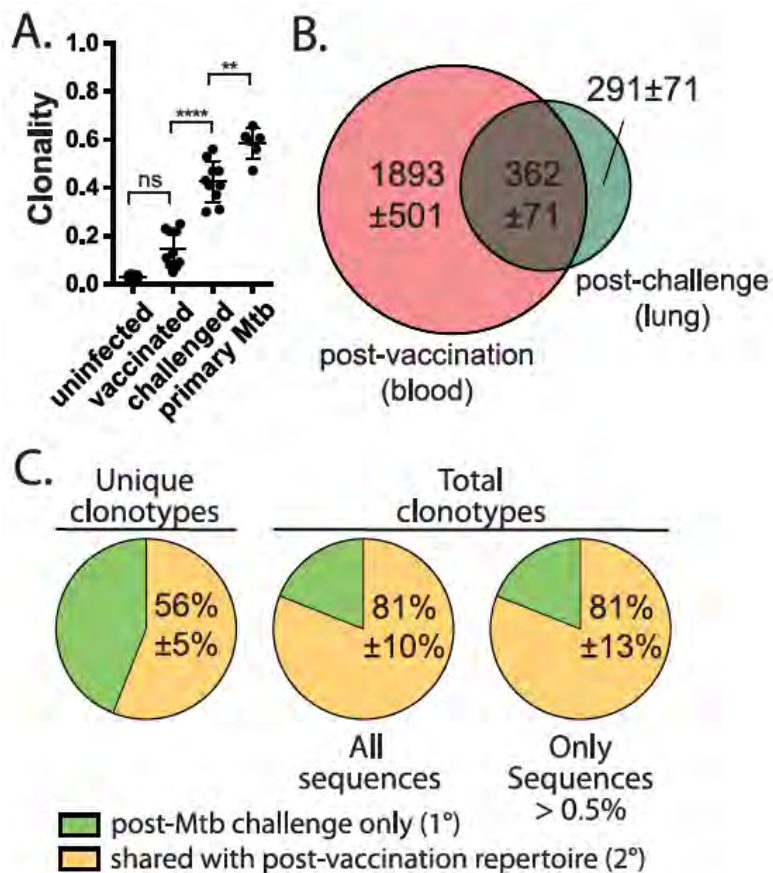 A.
1.0
0.8
0.6
0.4
0.2
0.0
Clonality
ns
****
**
uninfected
vaccinated
challenged
primary Mtb
B.
1893
±501
362
±71
291±71
post-challenge
(lung)
post-vaccination
(blood)
C.
Unique
clonotypes
Total
clonotypes
56%
±5%
81%
±10%
81%
±13%
All
sequences
Only
Sequences
> 0.5%
post-Mtb challenge only (1°)
shared with post-vaccination repertoire (2°)